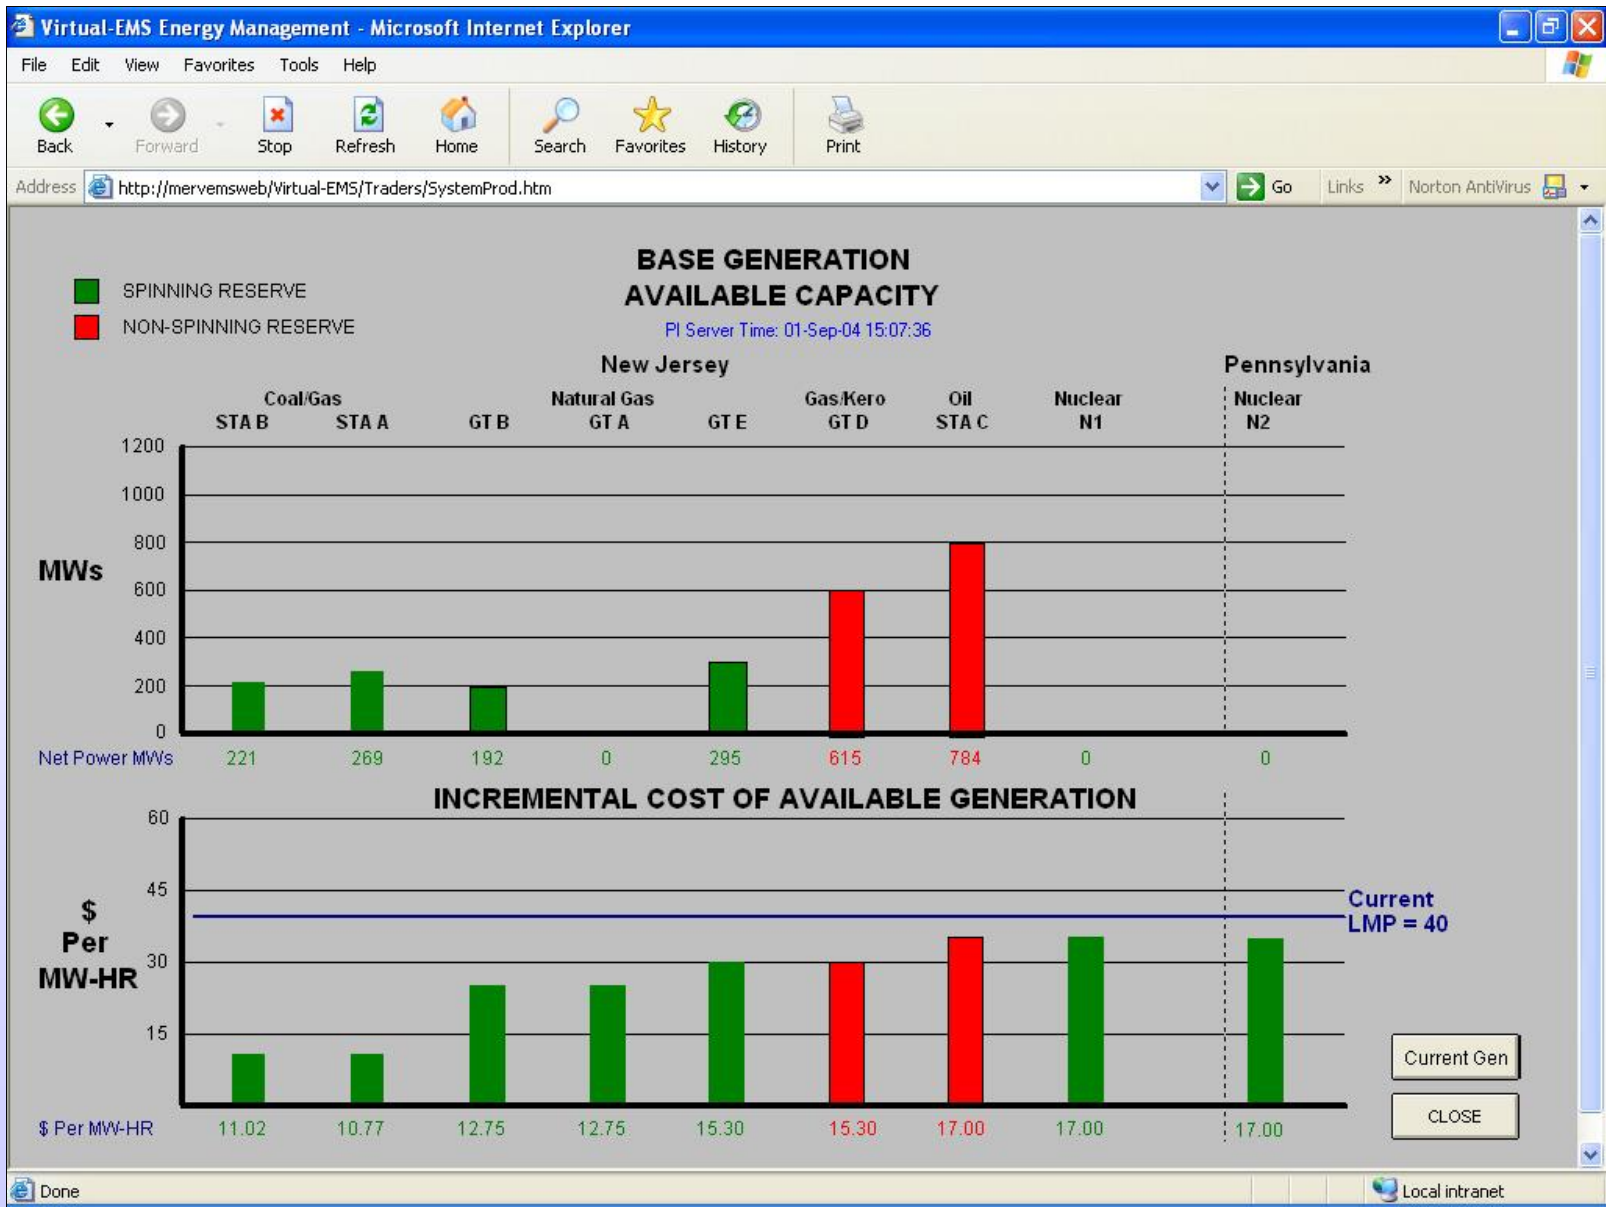 Virtual-EMS Energy Management - Microsoft Internet Explorer
File Edit View Favorites Tools Help
Back Forward Stop Refresh Home Search Favorites History Print
Address http://mervemsweb/Virtual-EMS/Traders/SystemProd.htm Go Links » Norton AntiVirus
BASE GENERATION
AVAILABLE CAPACITY
SPINNING RESERVE
NON-SPINNING RESERVE
PI Server Time: 01-Sep-04 15:07:36
New Jersey Pennsylvania
Coal/Gas Natural Gas Gas/Kero Oil Nuclear Nuclear
STA B STA A GT B GT A GT E GT D STA C N1 N2
1200
1000
800
MWs
600
400
200
0
Net Power MWs 221 269 192 0 295 615 784 0 0
INCREMENTAL COST OF AVAILABLE GENERATION
60
45
Current
LMP = 40
$
Per
MW-HR
30
15
Current Gen
CLOSE
$ Per MW-HR 11.02 10.77 12.75 12.75 15.30 15.30 17.00 17.00 17.00
Done Local intranet